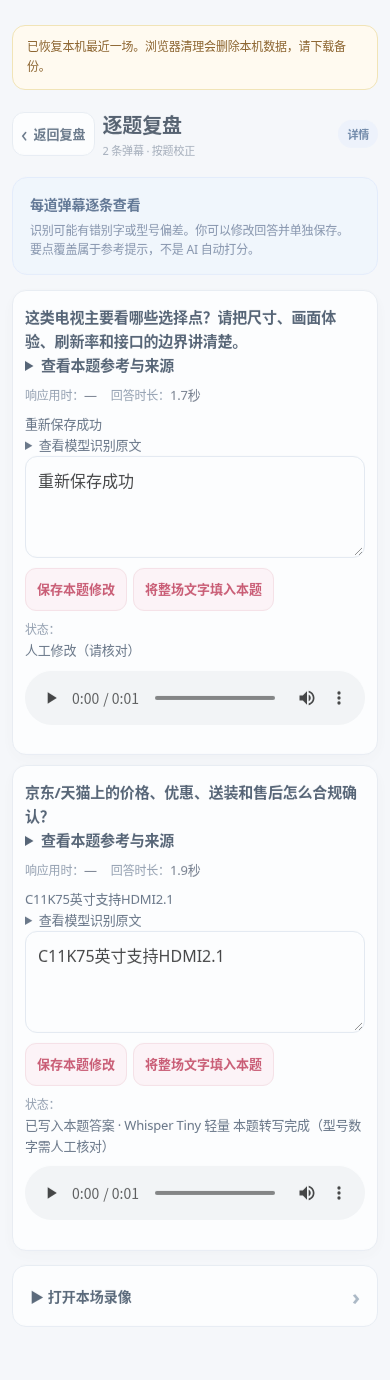 已恢复本机最近一场。浏览器清理会删除本机数据，请下载备
份。
‹ 返回复盘
逐题复盘
2 条弹幕 · 按题校正
详情
每道弹幕逐条查看
识别可能有错别字或型号偏差。你可以修改回答并单独保存。
要点覆盖属于参考提示，不是 AI 自动打分。
这类电视主要看哪些选择点？请把尺寸、画面体
验、刷新率和接口的边界讲清楚。
▶ 查看本题参考与来源
响应用时：— 回答时长：1.7秒
重新保存成功
▶ 查看模型识别原文
重新保存成功
保存本题修改
将整场文字填入本题
状态：
人工修改（请核对）
0:00 / 0:01
京东/天猫上的价格、优惠、送装和售后怎么合规确
认？
▶ 查看本题参考与来源
响应用时：— 回答时长：1.9秒
C11K75英寸支持HDMI2.1
▶ 查看模型识别原文
C11K75英寸支持HDMI2.1
保存本题修改
将整场文字填入本题
状态：
已写入本题答案 · Whisper Tiny 轻量 本题转写完成（型号数
字需人工核对）
0:00 / 0:01
▶ 打开本场录像 ›